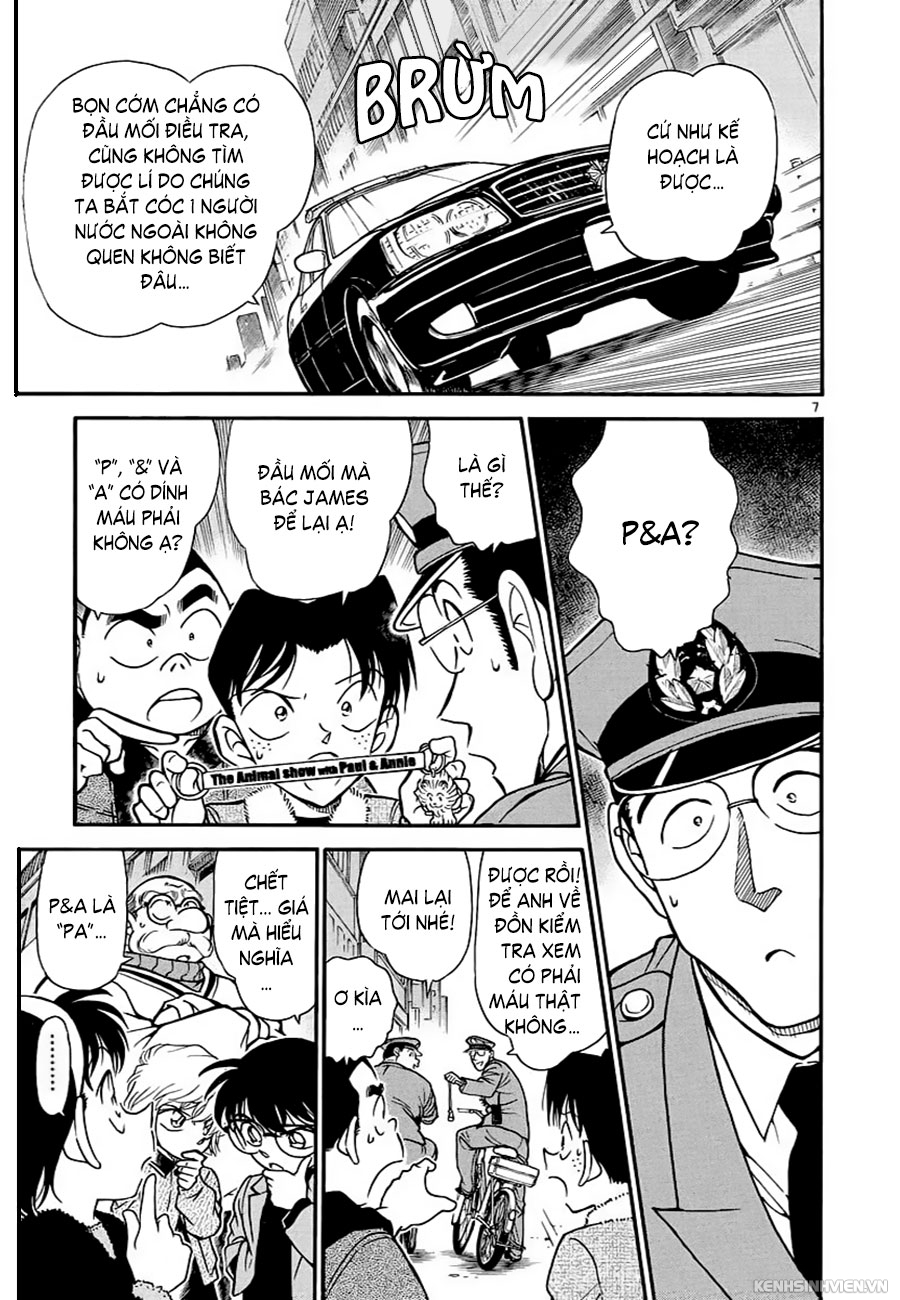 BRỪM
CỨ NHƯ KẾ
HOẠCH LÀ
ĐƯỢC...
BỌN CỚM CHẲNG CÓ
ĐẦU MỐI ĐIỀU TRA,
CŨNG KHÔNG TÌM
ĐƯỢC LÍ DO CHÚNG
TA BẮT CÓC 1 NGƯỜI
NƯỚC NGOÀI KHÔNG
QUEN KHÔNG BIẾT
ĐÂU...
7
P&A?
LÀ GÌ
THẾ?
ĐẦU MỐI MÀ
BÁC JAMES
ĐỂ LẠI Ạ!
"P", "&" VÀ
"A" CÓ DÍNH
MÁU PHẢI
KHÔNG Ạ?
The Animal show with Paul & Annie
ĐƯỢC RỒI!
ĐỂ ANH VỀ
ĐỒN KIỂM
TRA XEM
CÓ PHẢI
MÁU THẬT
KHÔNG...
MAI LẠI
TỚI NHÉ!
Ơ KÌA
...
CHẾT
TIỆT... GIÁ
MÀ HIỂU
NGHĨA
...
P&A LÀ
"PA"...
.........
KENHSINHVIEN.VN